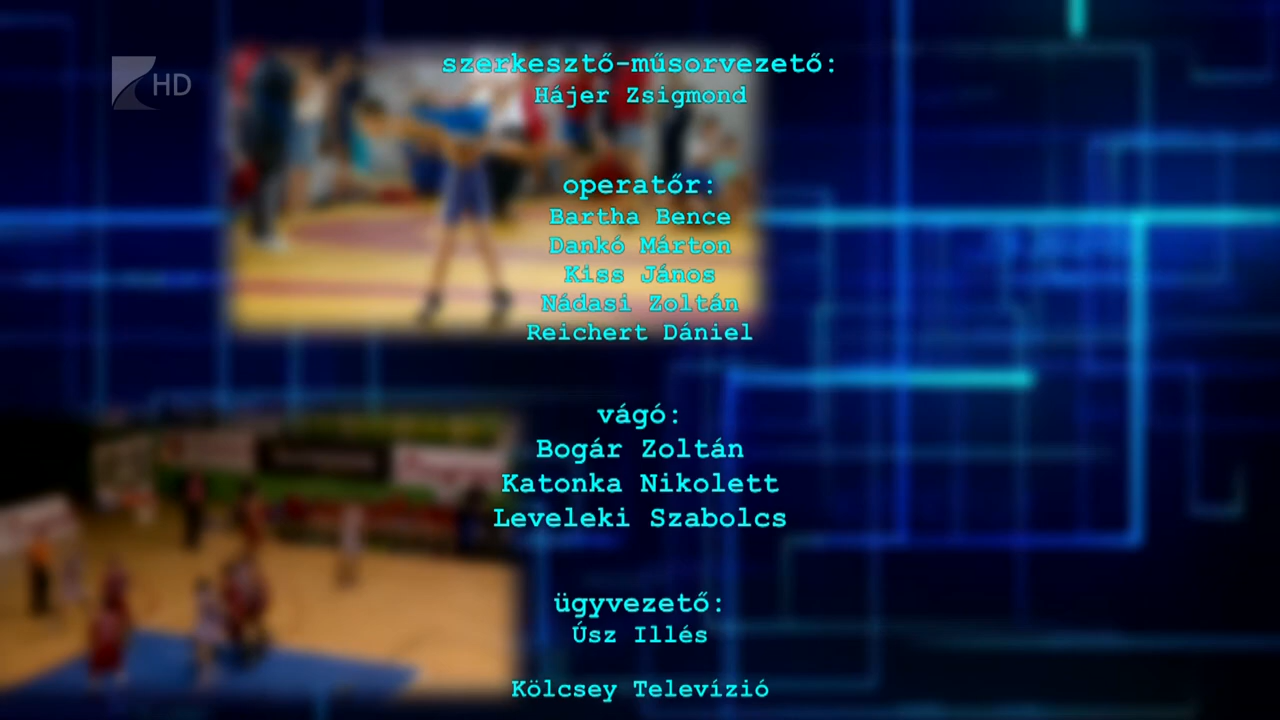 HD
szerkesztő-műsorvezető:
Hájer Zsigmond
operatőr:
Bartha Bence
Dankó Márton
Kiss János
Nádasi Zoltán
Reichert Dániel
vágó:
Bogár Zoltán
Katonka Nikolett
Leveleki Szabolcs
ügyvezető:
Úsz Illés
Kölcsey Televízió